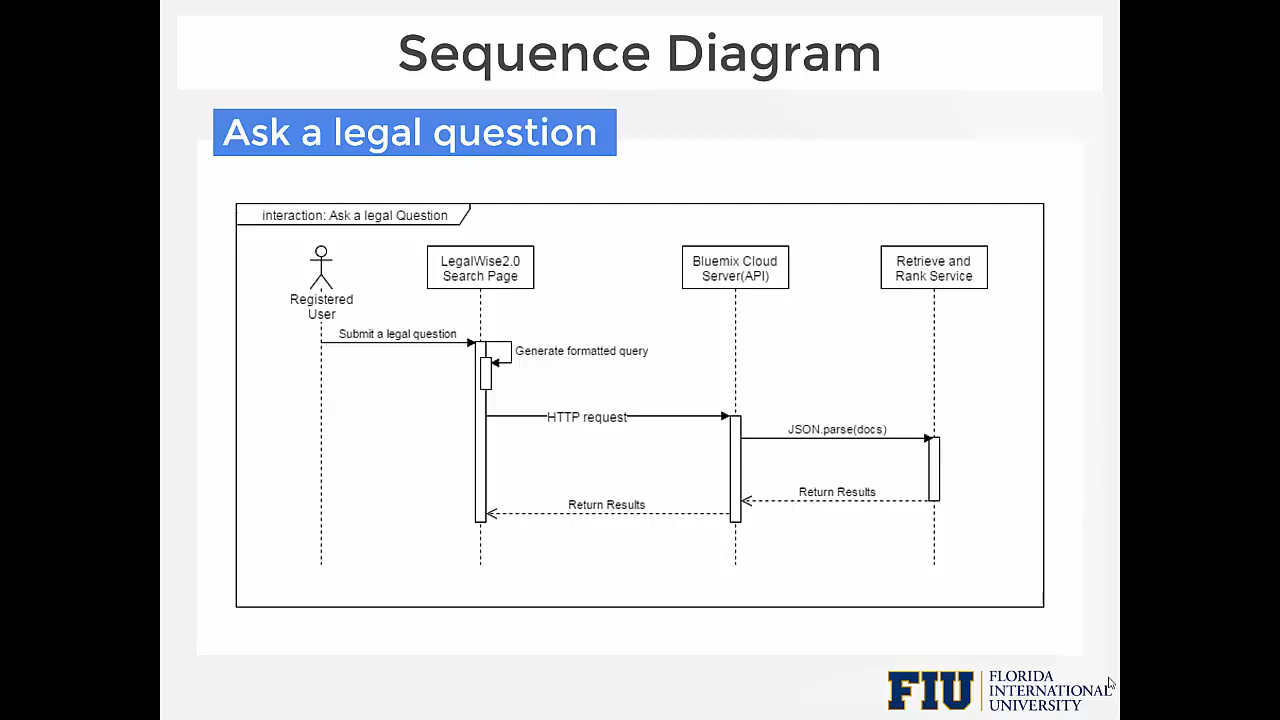 Sequence Diagram
Ask a legal question
interaction: Ask a legal Question
LegalWise2.0
Search Page
Bluemix Cloud
Server(API)
Retrieve and
Rank Service
Registered
User
Submit a legal question
Generate formatted query
HTTP request
JSON.parse(docs)
Return Results
Return Results
FIU
FLORIDA
INTERNATIONAL
UNIVERSITY